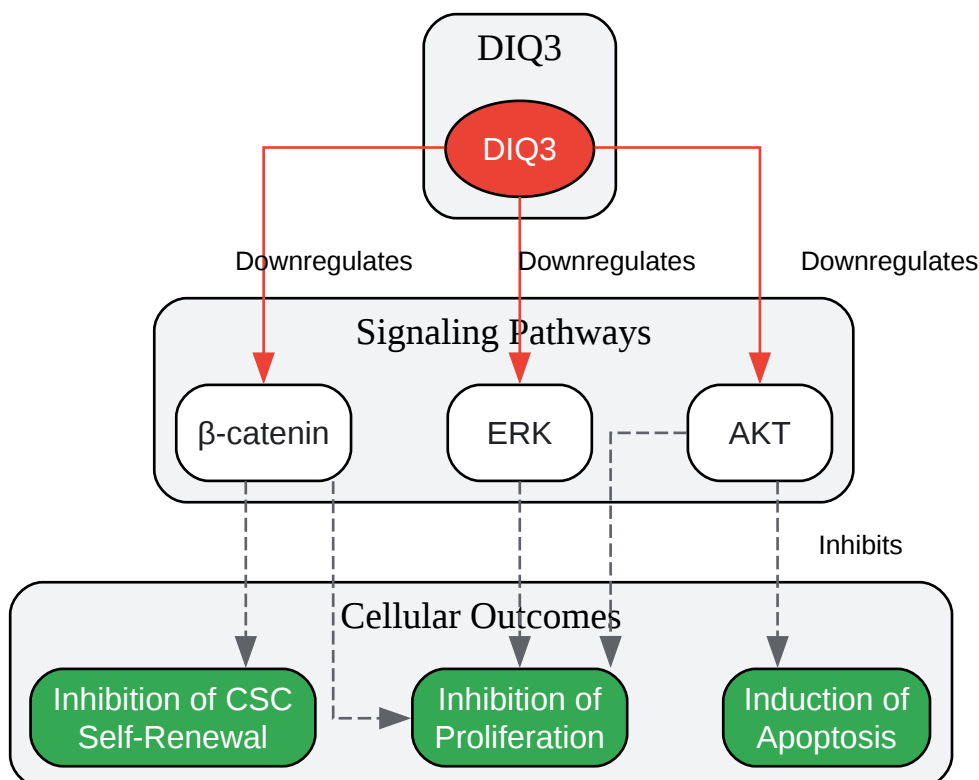 DIQ3
DIQ3
Downregulates
Downregulates
Downregulates
Signaling Pathways
β-catenin
ERK
AKT
Inhibits
Cellular Outcomes
Inhibition of CSC
Self-Renewal
Inhibition of
Proliferation
Induction of
Apoptosis